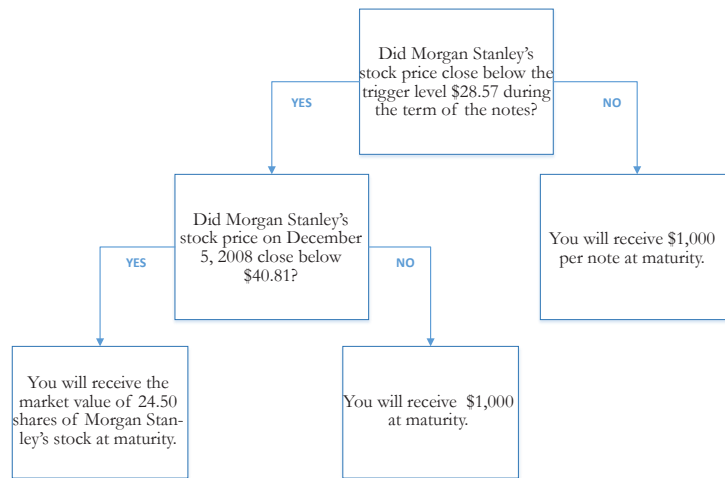 Did Morgan Stanley's
stock price close below the
trigger level $28.57 during
the term of the notes?
YES
NO
Did Morgan Stanley's
stock price on December
5, 2008 close below
$40.81?
You will receive $1,000
per note at maturity.
YES
NO
You will receive the
market value of 24.50
shares of Morgan Stan-
ley's stock at maturity.
You will receive $1,000
at maturity.